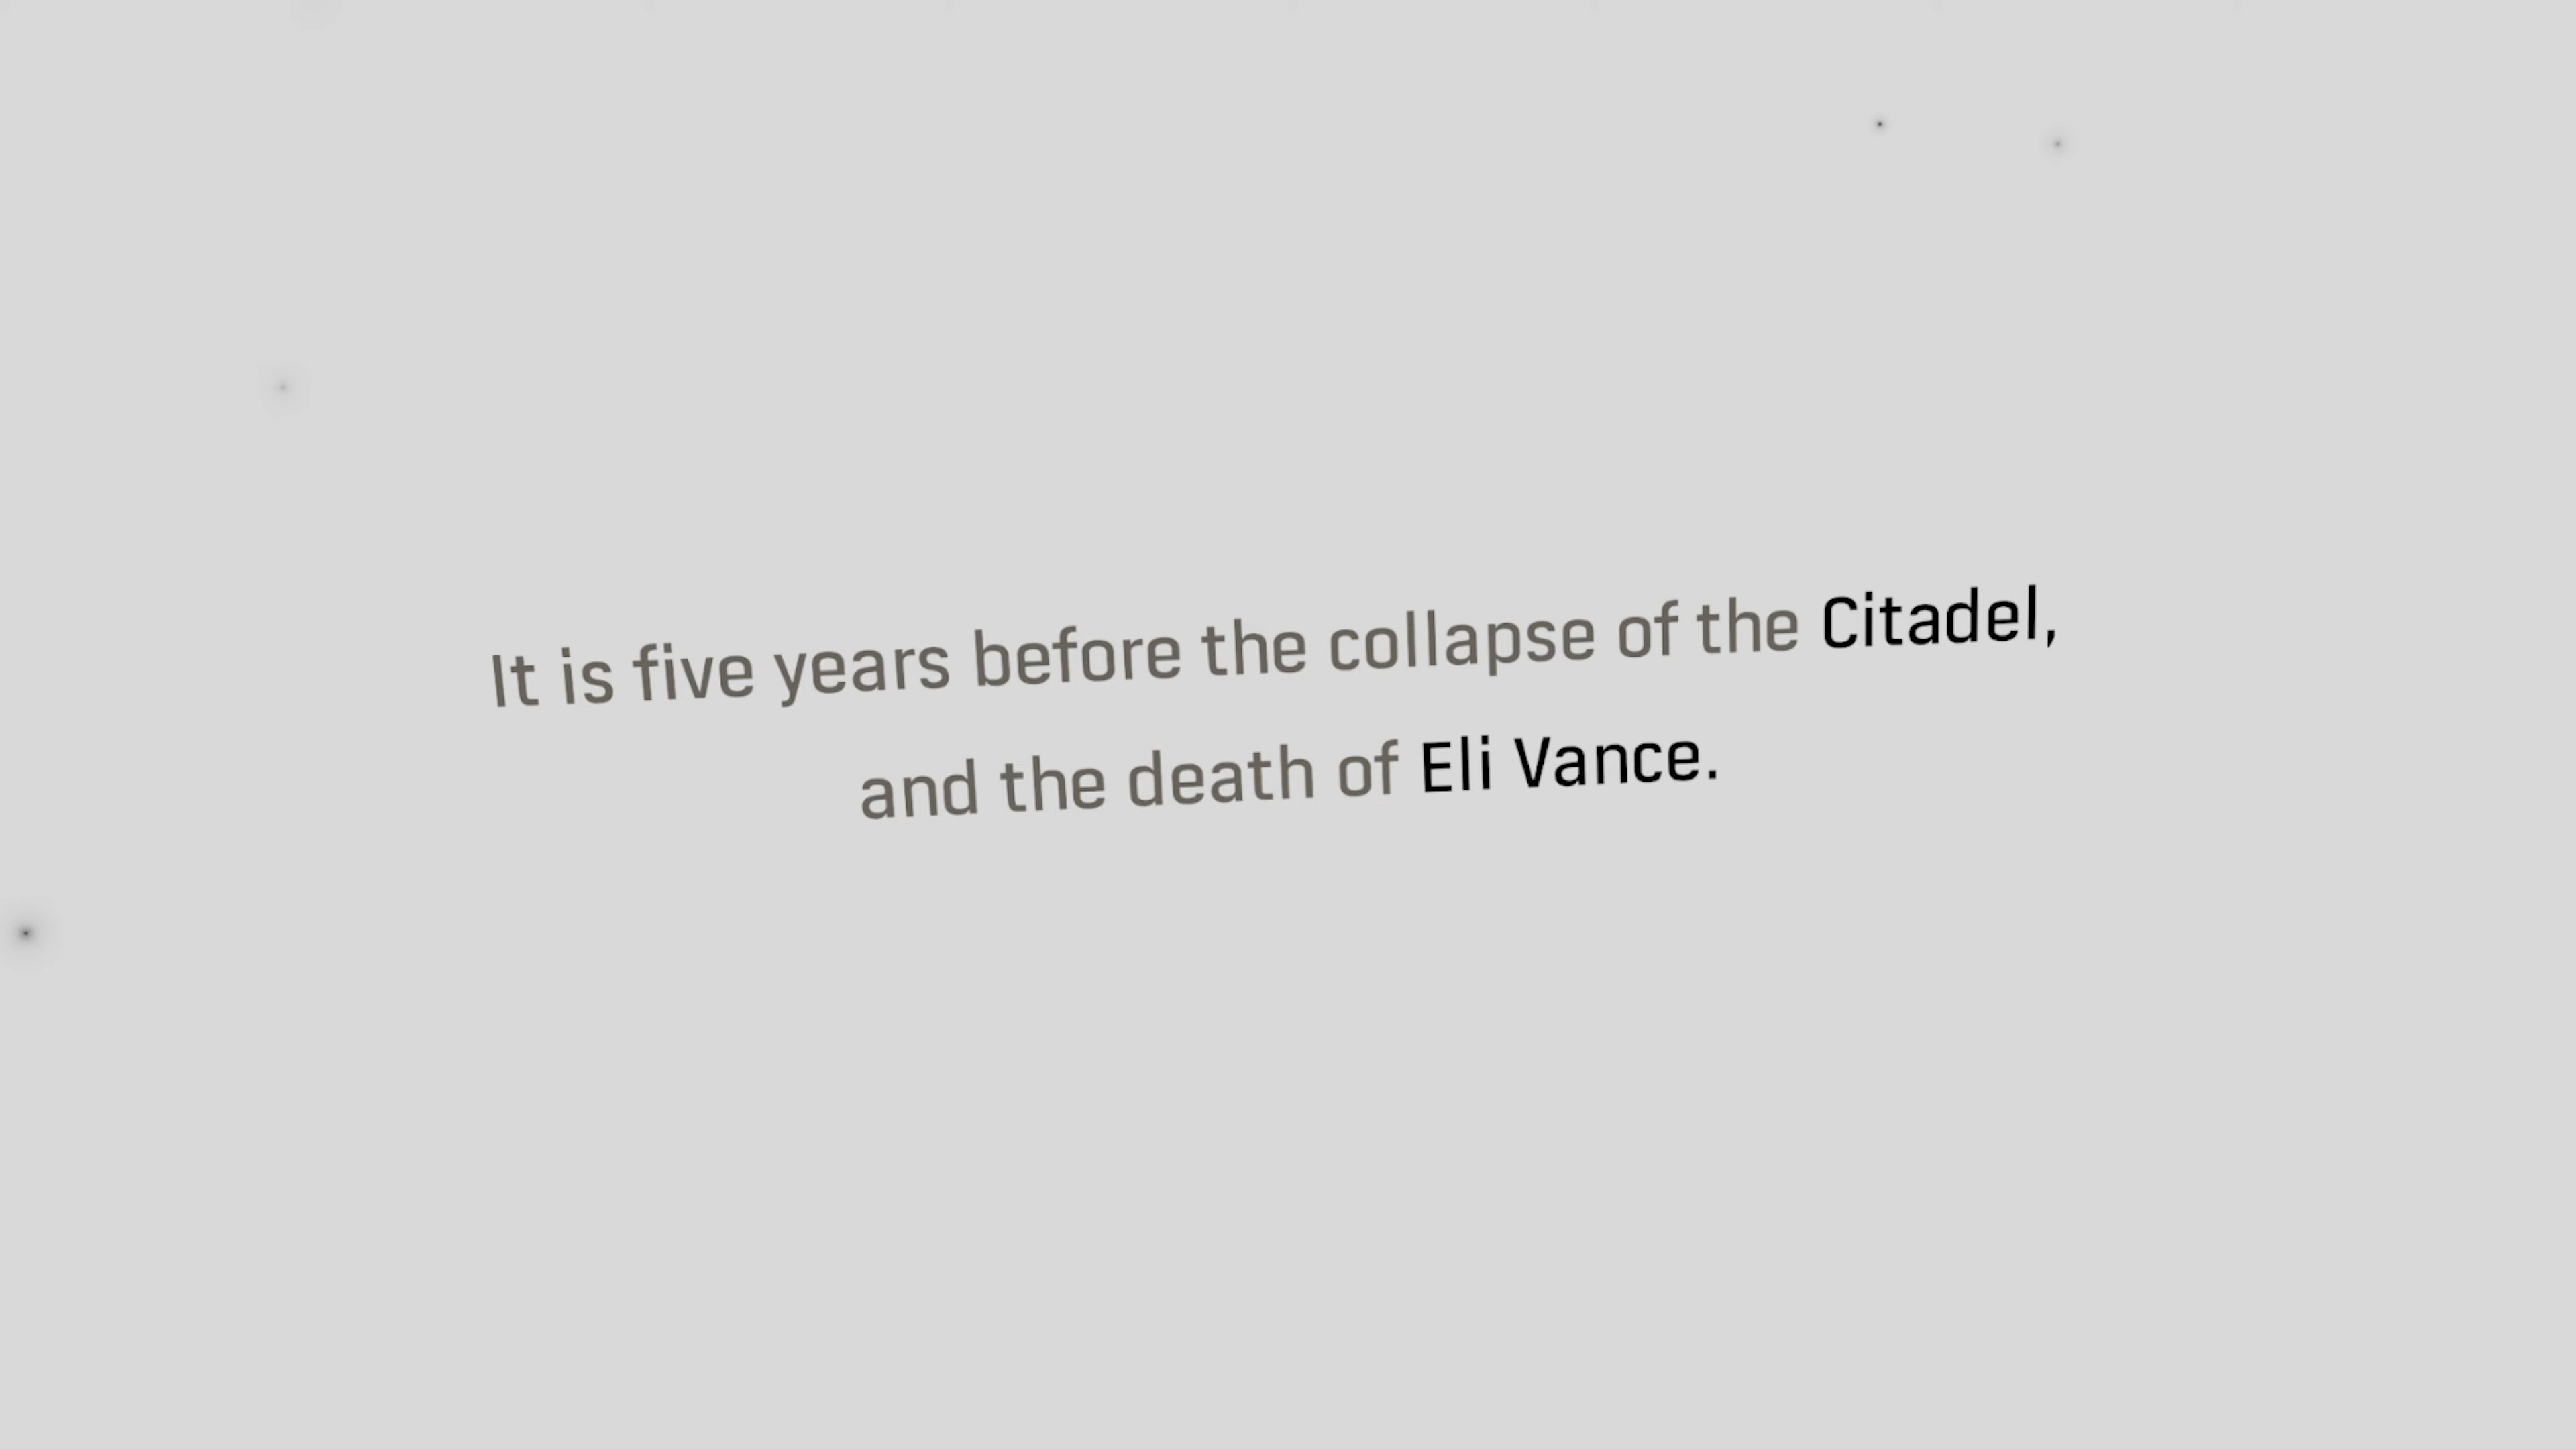 It is five years before the collapse of the Citadel,
and the death of Eli Vance.